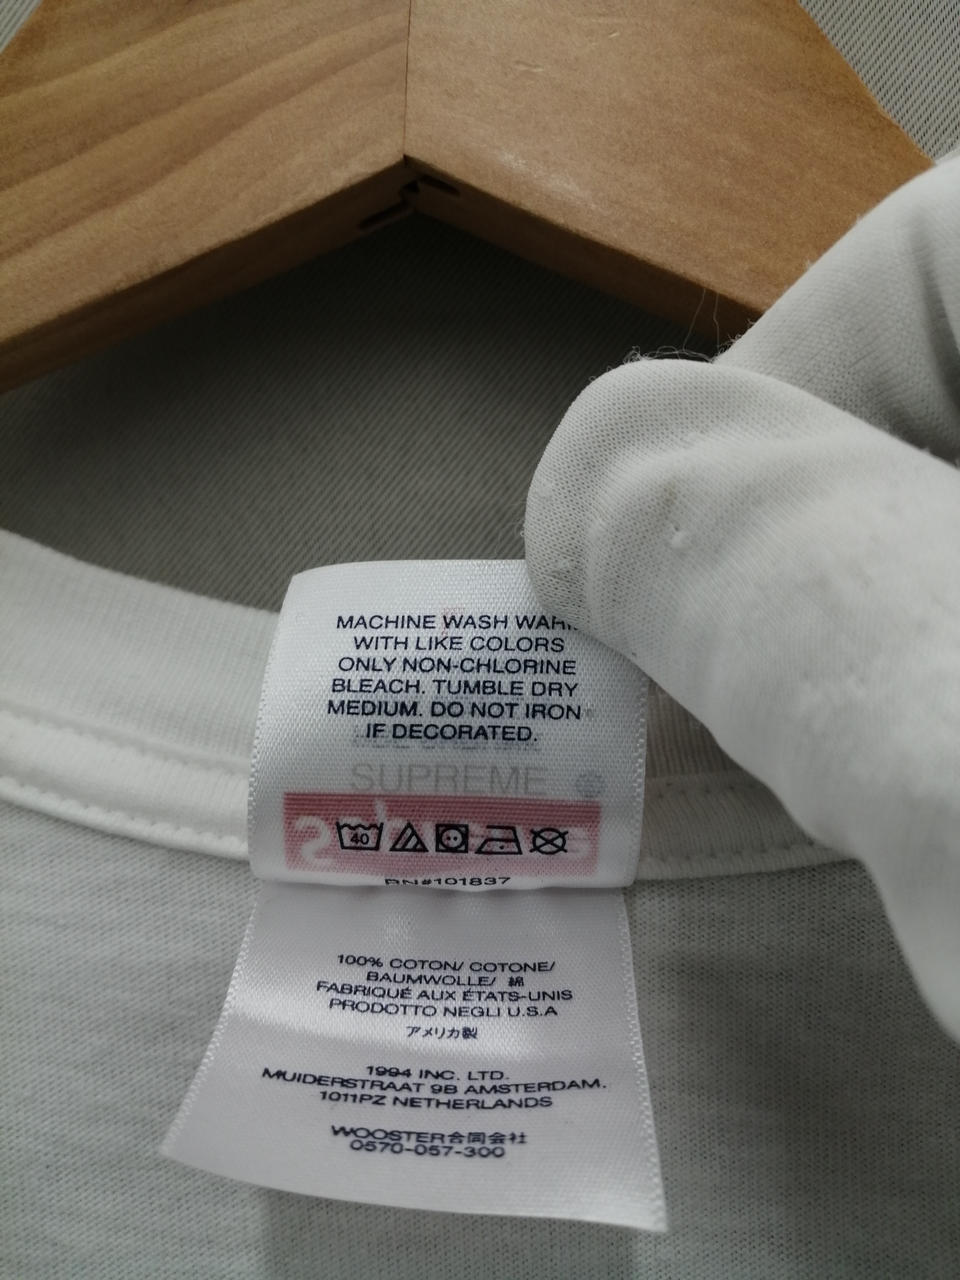 MACHINE WASH
WITH LIKE COLORS
ONLY NON-CHLORINE
BLEACH. TUMBLE DRY
MEDIUM. DO NOT IRON
IF DECORATED.
SUPREME
40
RN#101837
100% COTON/ COTONE/
BAUMWOLLE/ 綿
FABRIQUÉ AUX ÉTATS-UNIS
PRODOTTO NEGLI U.S.A
アメリカ製
1994 INC. LTD.
MUIDERSTRAAT 9B AMSTERDAM.
1011PZ NETHERLANDS
WOOSTER合同会社
0570-057-300